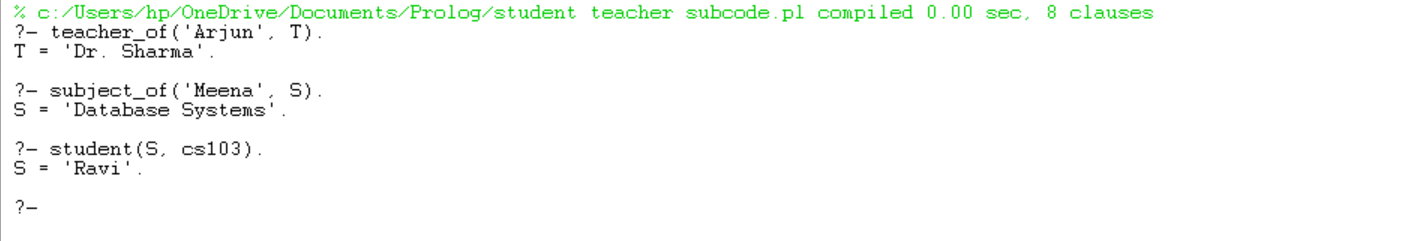 % c:/Users/hp/OneDrive/Documents/Prolog/student teacher subcode.pl compiled 0.00 sec, 8 clauses
?- teacher_of('Arjun', T).
T = 'Dr. Sharma'.
?- subject_of('Meena', S).
S = 'Database Systems'.
?- student(S, cs103).
S = 'Ravi'.
?-